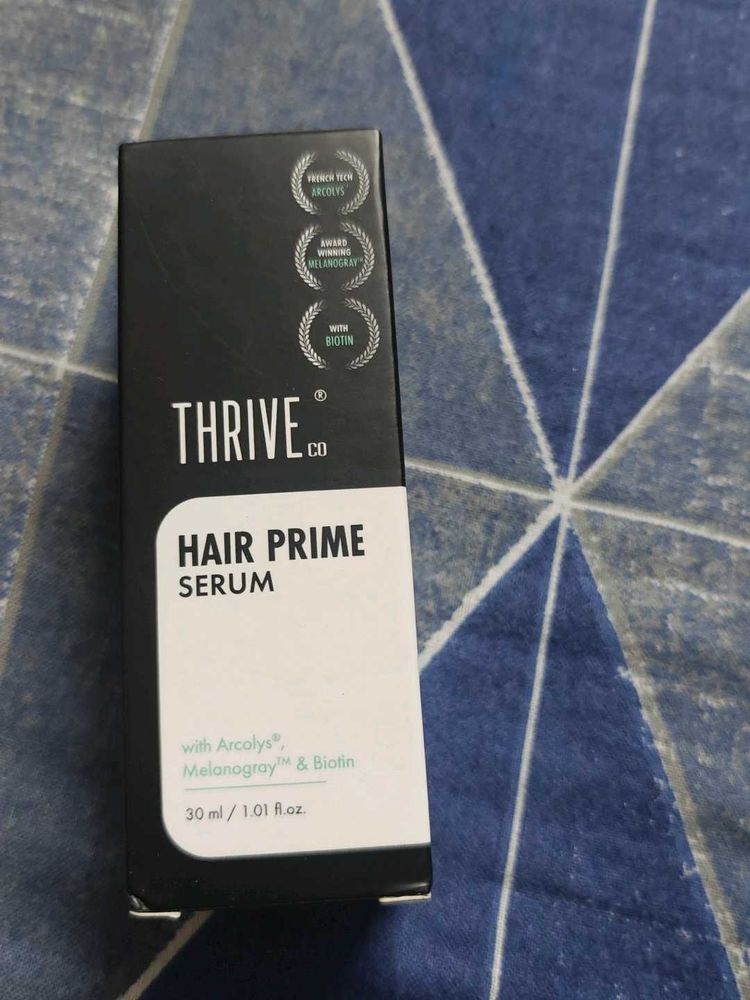 FRENCH TECH
ARCOLYS™
AWARD
WINNING
MELANOGRAY™
WITH
BIOTIN
THRIVE® CO
HAIR PRIME
SERUM
with Arcolys®,
Melanogray™ & Biotin
30 ml / 1.01 fl.oz.